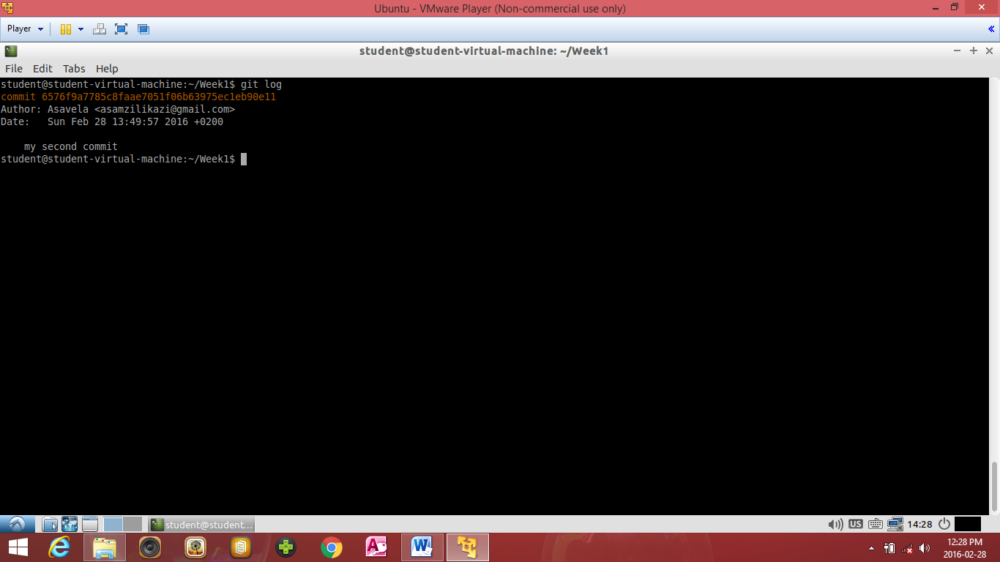 Ubuntu - VMware Player (Non-commercial use only)
Player
student@student-virtual-machine: ~/Week1
File Edit Tabs Help
student@student-virtual-machine:~/Week1$ git log
commit 6576f9a7785c8faae7051f06b63975ec1eb90e11
Author: Asavela <asamzilikazi@gmail.com>
Date:   Sun Feb 28 13:49:57 2016 +0200
my second commit
student@student-virtual-machine:~/Week1$
student@student...
US
14:28
12:28 PM
2016-02-28